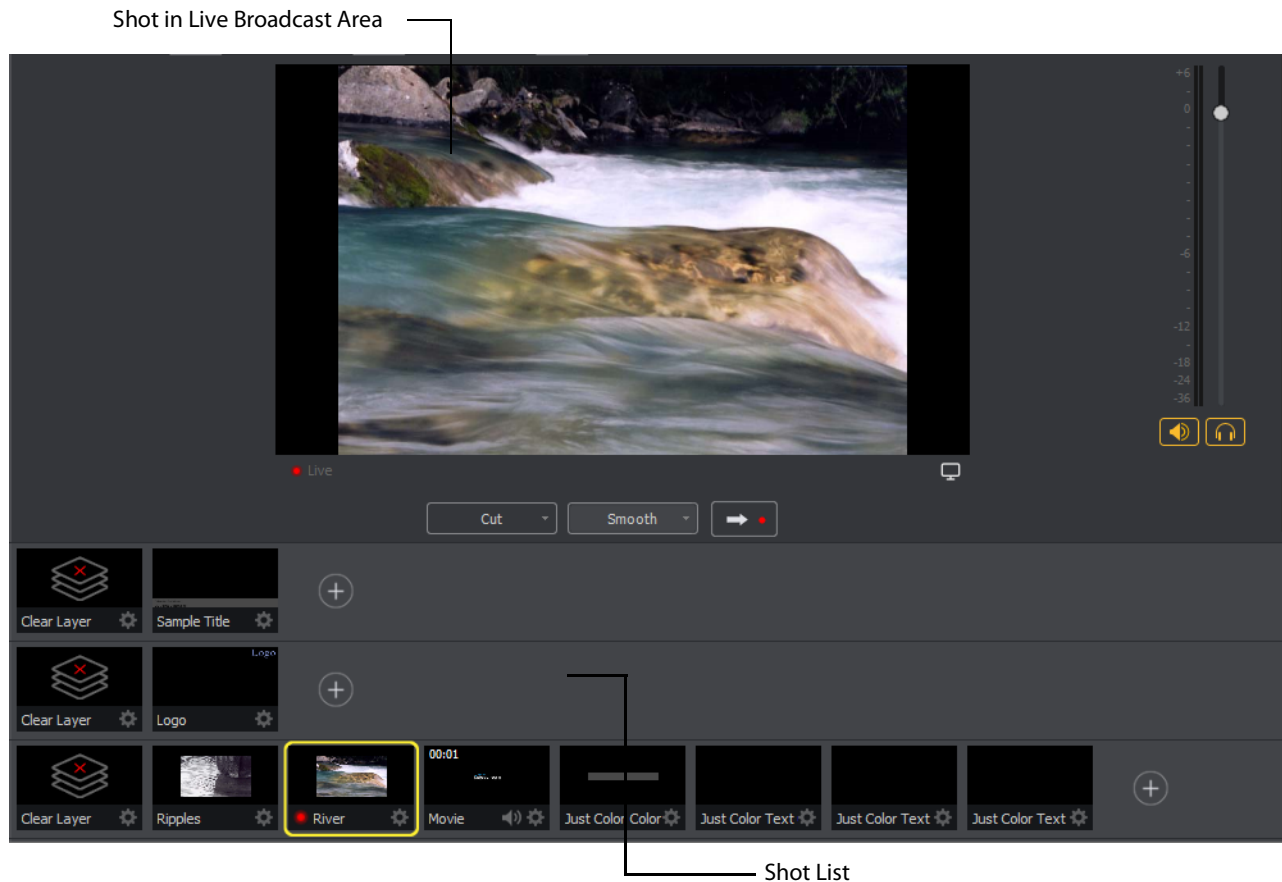 Shot in Live Broadcast Area
+6
0
-6
-12
-18
-24
-36
Live
Cut
Smooth
Clear Layer
Sample Title
Logo
Clear Layer
Logo
00:01
Clear Layer
Ripples
River
Movie
Just Color Color
Just Color Text
Just Color Text
Just Color Text
Shot List